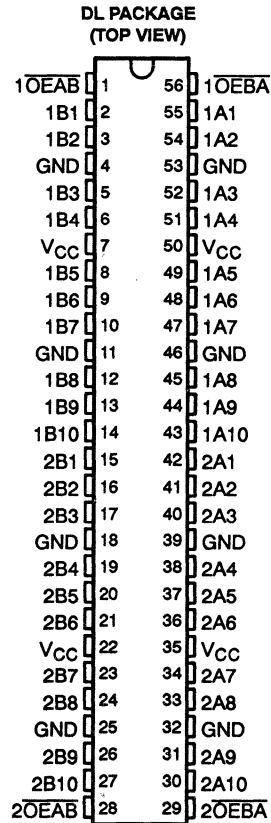 DL PACKAGE
(TOP VIEW)
1O̅E̅A̅B̅ 1 56 1O̅E̅B̅A̅
1B1 2 55 1A1
1B2 3 54 1A2
GND 4 53 GND
1B3 5 52 1A3
1B4 6 51 1A4
VCC 7 50 VCC
1B5 8 49 1A5
1B6 9 48 1A6
1B7 10 47 1A7
GND 11 46 GND
1B8 12 45 1A8
1B9 13 44 1A9
1B10 14 43 1A10
2B1 15 42 2A1
2B2 16 41 2A2
2B3 17 40 2A3
GND 18 39 GND
2B4 19 38 2A4
2B5 20 37 2A5
2B6 21 36 2A6
VCC 22 35 VCC
2B7 23 34 2A7
2B8 24 33 2A8
GND 25 32 GND
2B9 26 31 2A9
2B10 27 30 2A10
2O̅E̅A̅B̅ 28 29 2O̅E̅B̅A̅